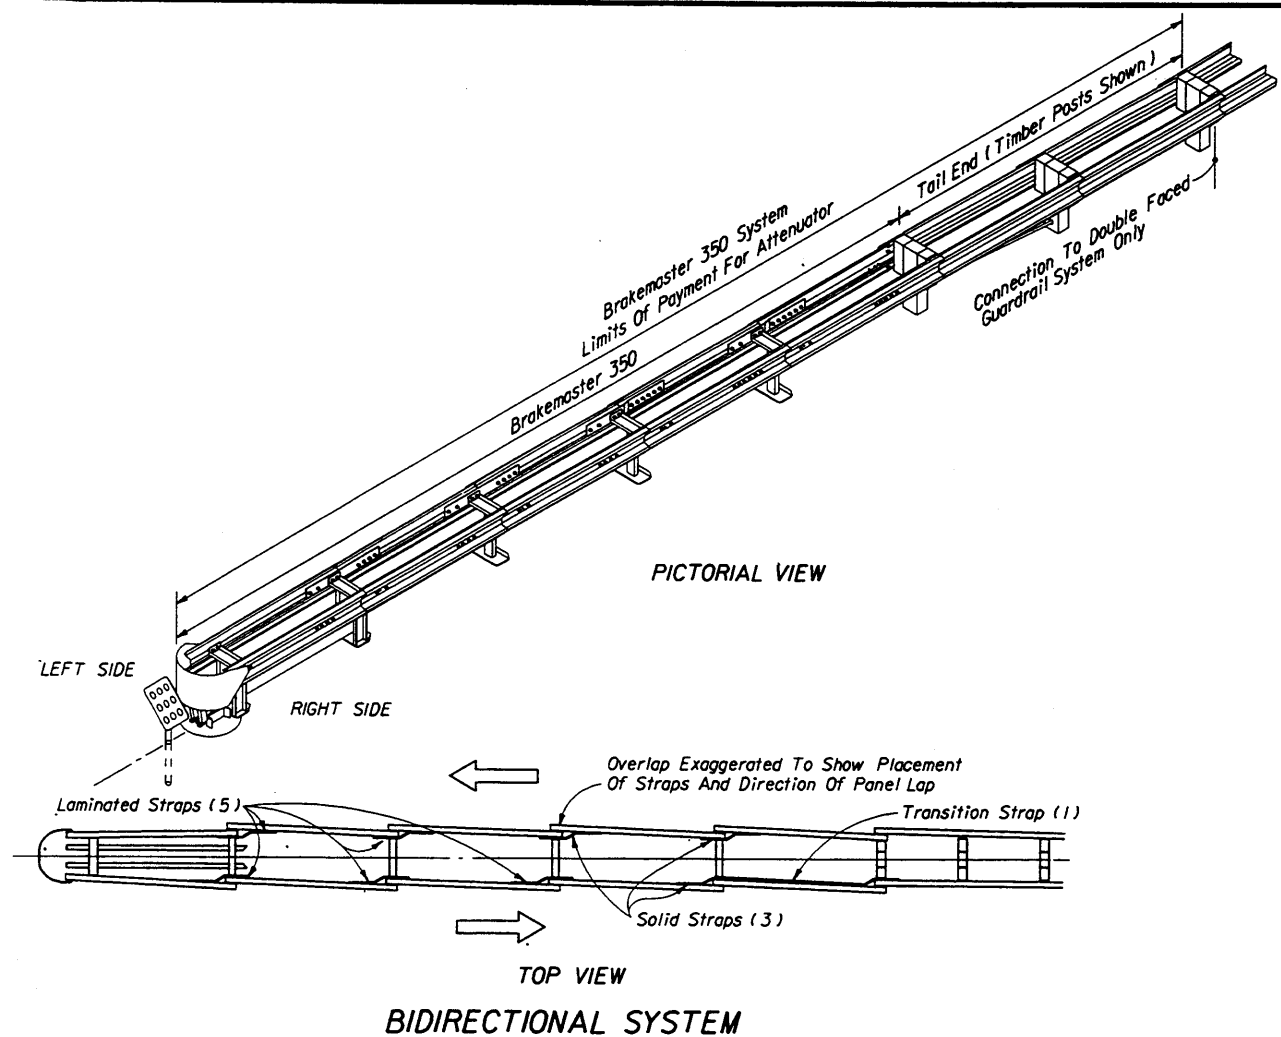 Tail End (Timber Posts Shown)
Brakemaster 350 System
Limits Of Payment For Attenuator
Connection To Double Faced
Guardrail System Only
Brakemaster 350
PICTORIAL VIEW
LEFT SIDE
RIGHT SIDE
Overlap Exaggerated To Show Placement
Of Straps And Direction Of Panel Lap
Laminated Straps (5)
Transition Strap (1)
Solid Straps (3)
TOP VIEW
BIDIRECTIONAL SYSTEM